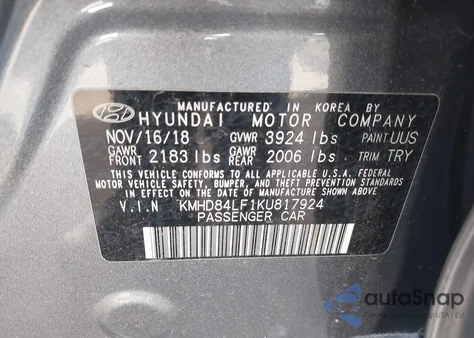 MANUFACTURED IN KOREA BY
HYUNDAI MOTOR COMPANY
NOV/16/18 GVWR 3924 lbs PAINT UUS
GAWR FRONT 2183 lbs GAWR REAR 2006 lbs TRIM TRY
THIS VEHICLE CONFORMS TO ALL APPLICABLE U.S.A. FEDERAL
MOTOR VEHICLE SAFETY, BUMPER, AND THEFT PREVENTION
STANDARDS IN EFFECT ON THE DATE OF MANUFACTURE SHOWN ABOVE.
V.I.N KMHD84LF1KU817924
PASSENGER CAR
autoSnap